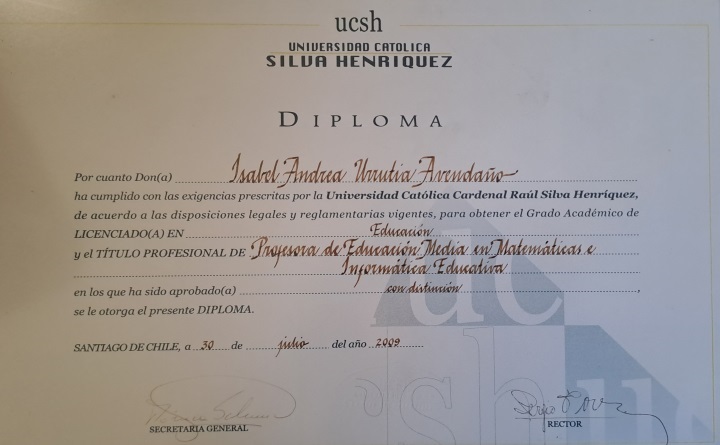 ucsh
UNIVERSIDAD CATOLICA
SILVA HENRIQUEZ
DIPLOMA
Por cuanto Don(a) Isabel Andrea Urrutia Avendaño
ha cumplido con las exigencias prescritas por la Universidad Católica Cardenal Raúl Silva Henríquez,
de acuerdo a las disposiciones legales y reglamentarias vigentes, para obtener el Grado Académico de
LICENCIADO(A) EN Educación
y el TÍTULO PROFESIONAL DE Profesora de Educación Media en Matemáticas e
Informática Educativa
en los que ha sido aprobado(a) con distinción,
se le otorga el presente DIPLOMA.
SANTIAGO DE CHILE, a 30 de julio del año 2009
SECRETARIA GENERAL
RECTOR